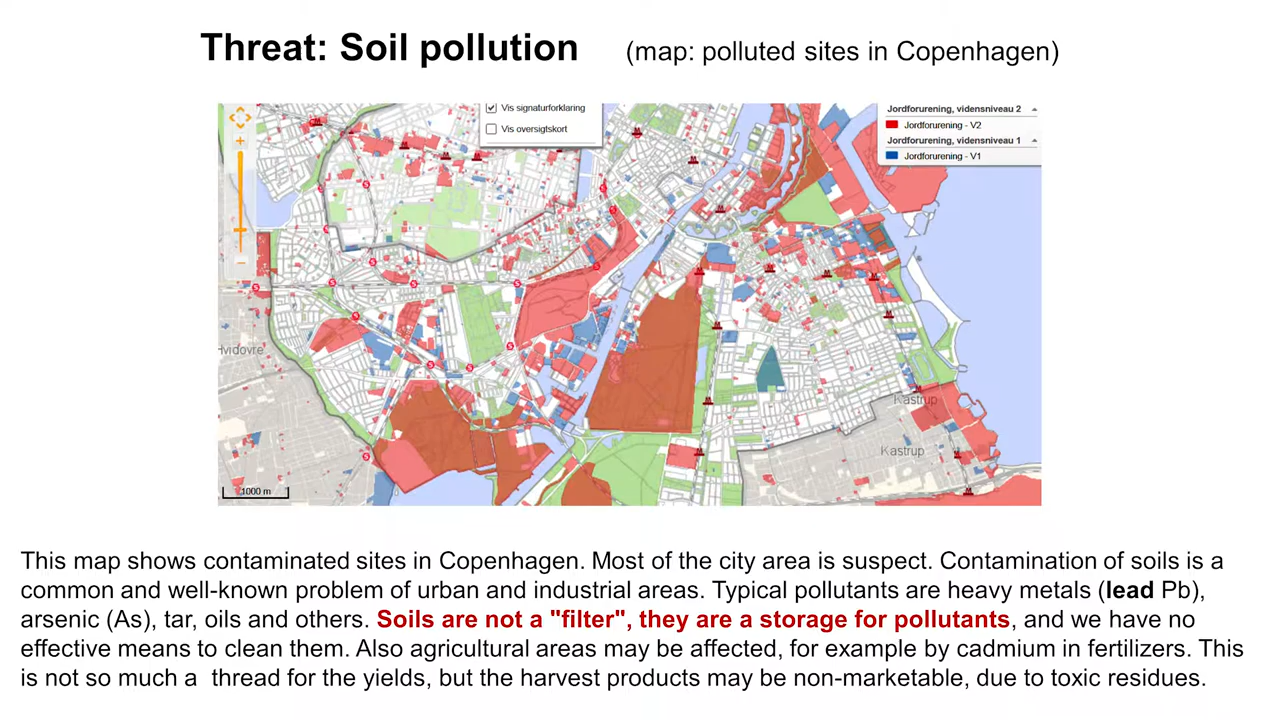 Threat: Soil pollution (map: polluted sites in Copenhagen)
Vis signaturforklaring
Vis oversigtskort
Jordforurening, vidensniveau 2
Jordforurening - V2
Jordforurening, vidensniveau 1
Jordforurening - V1
Hvidovre
Kastrup
Kastrup
1000 m
This map shows contaminated sites in Copenhagen. Most of the city area is suspect. Contamination of soils is a
common and well-known problem of urban and industrial areas. Typical pollutants are heavy metals (lead Pb),
arsenic (As), tar, oils and others. Soils are not a "filter", they are a storage for pollutants, and we have no
effective means to clean them. Also agricultural areas may be affected, for example by cadmium in fertilizers. This
is not so much a thread for the yields, but the harvest products may be non-marketable, due to toxic residues.